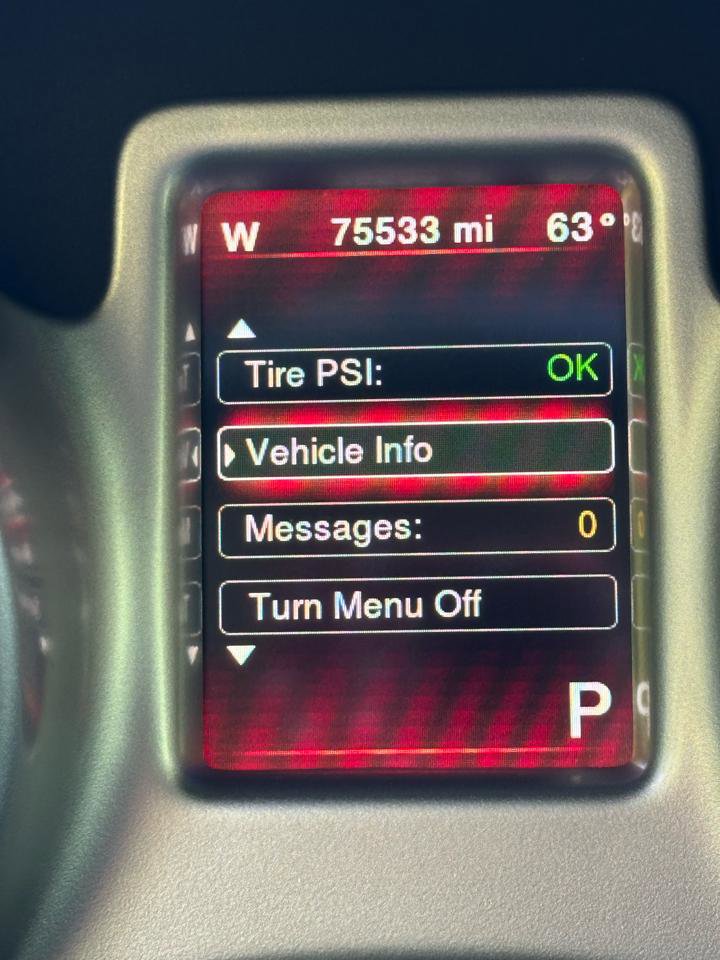 W 75533 mi 63°
Tire PSI: OK
Vehicle Info
Messages: 0
Turn Menu Off
P